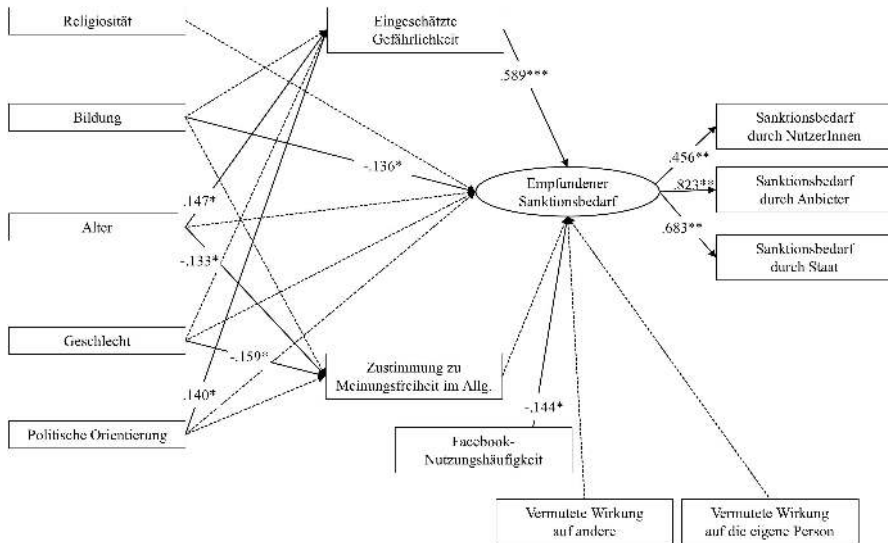 Religiosität
Eingeschätzte
Gefährlichkeit
.589***
Bildung
Sanktionsbedarf
durch NutzerInnen
-.136*
.456**
Empfundener
Sanktionsbedarf
.823**
Sanktionsbedarf
durch Anbieter
.147*
Alter
.683**
-.133*
Sanktionsbedarf
durch Staat
Geschlecht
-.159*
Zustimmung zu
Meinungsfreiheit im Allg.
.140*
-.144*
Politische Orientierung
Facebook-
Nutzungshäufigkeit
Vermutete Wirkung
auf andere
Vermutete Wirkung
auf die eigene Person